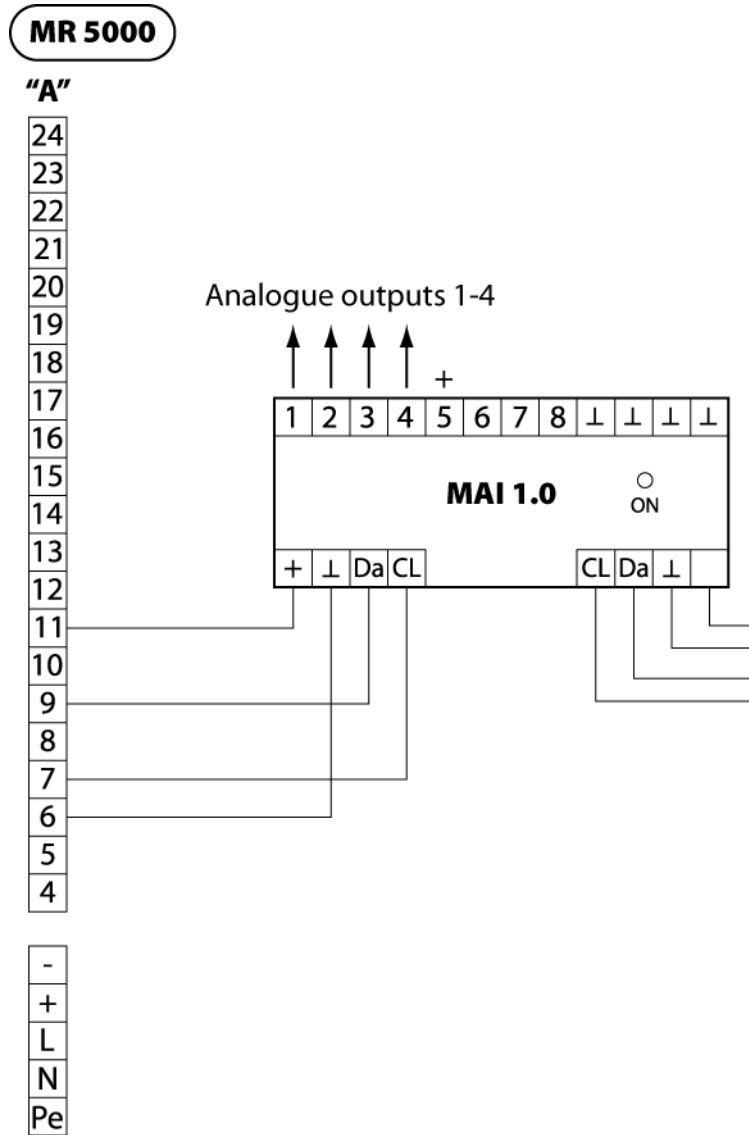 MR 5000
“A”
24
23
22
21
20
19
18
17
16
15
14
13
12
11
10
9
8
7
6
5
4
-
+
L
N
Pe
Analogue outputs 1-4
+
1 2 3 4 5 6 7 8 ⊥ ⊥ ⊥ ⊥
MAI 1.0
ON
+ ⊥ Da CL CL Da ⊥